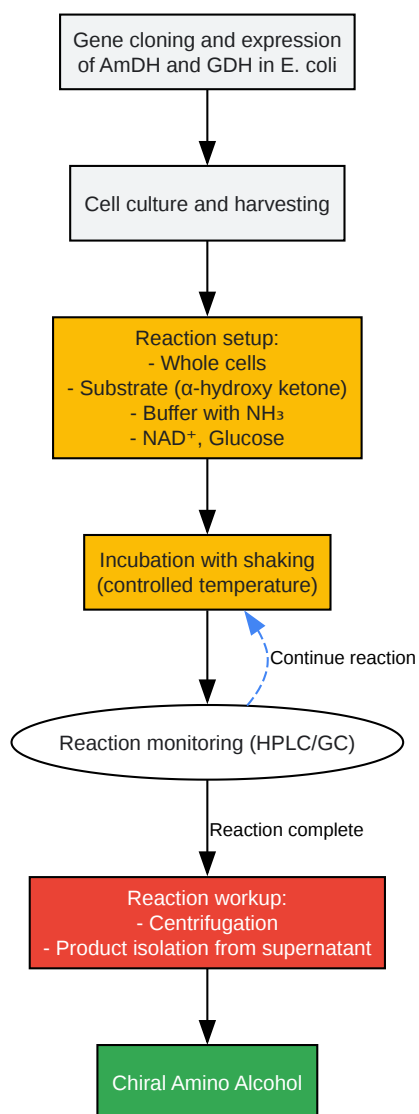 Gene cloning and expression
of AmDH and GDH in E. coli
Cell culture and harvesting
Reaction setup:
- Whole cells
- Substrate (α-hydroxy ketone)
- Buffer with NH₃
- NAD⁺, Glucose
Incubation with shaking
(controlled temperature)
Continue reaction
Reaction monitoring (HPLC/GC)
Reaction complete
Reaction workup:
- Centrifugation
- Product isolation from supernatant
Chiral Amino Alcohol